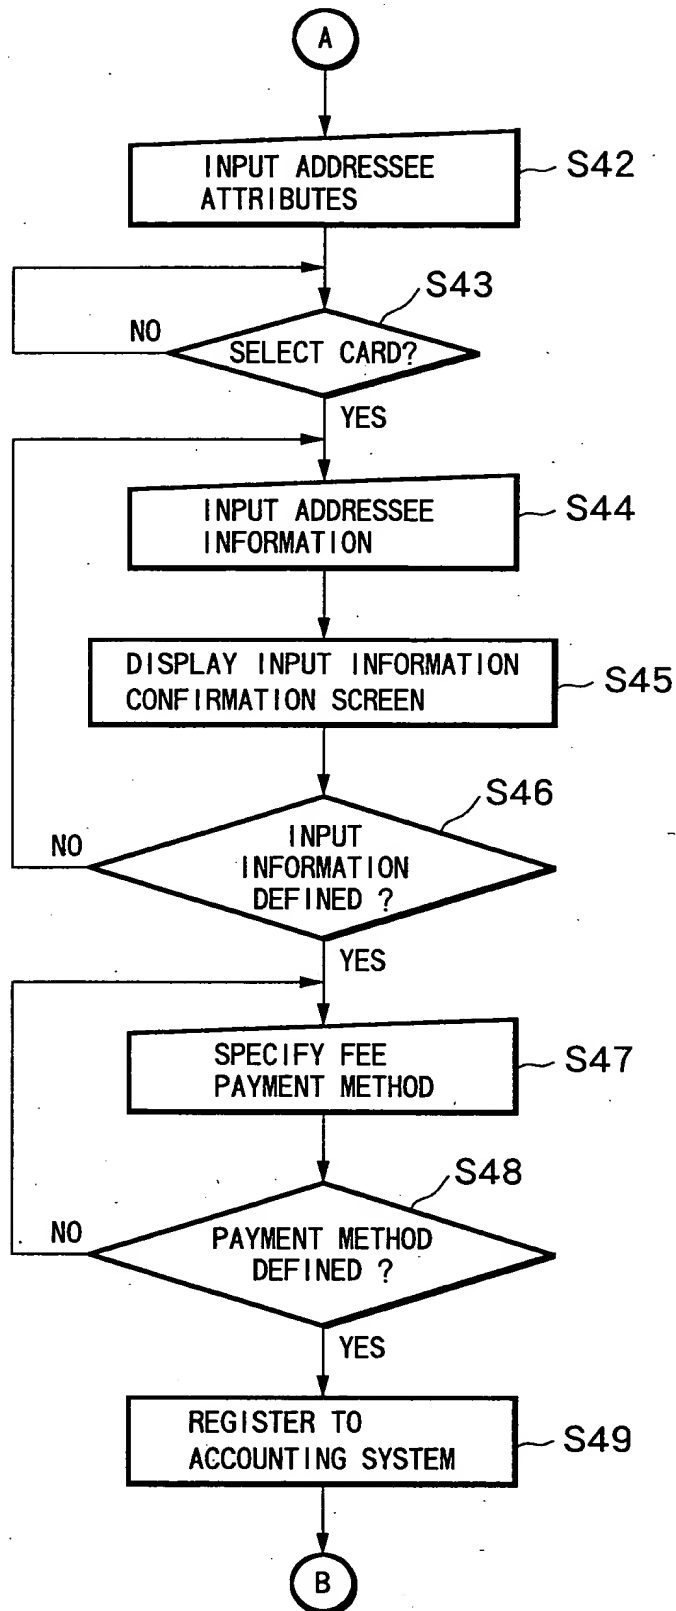 A
INPUT ADDRESSEE
ATTRIBUTES
S42
S43
NO
SELECT CARD?
YES
INPUT ADDRESSEE
INFORMATION
S44
DISPLAY INPUT INFORMATION
CONFIRMATION SCREEN
S45
S46
NO
INPUT
INFORMATION
DEFINED ?
YES
SPECIFY FEE
PAYMENT METHOD
S47
S48
NO
PAYMENT METHOD
DEFINED ?
YES
REGISTER TO
ACCOUNTING SYSTEM
S49
B